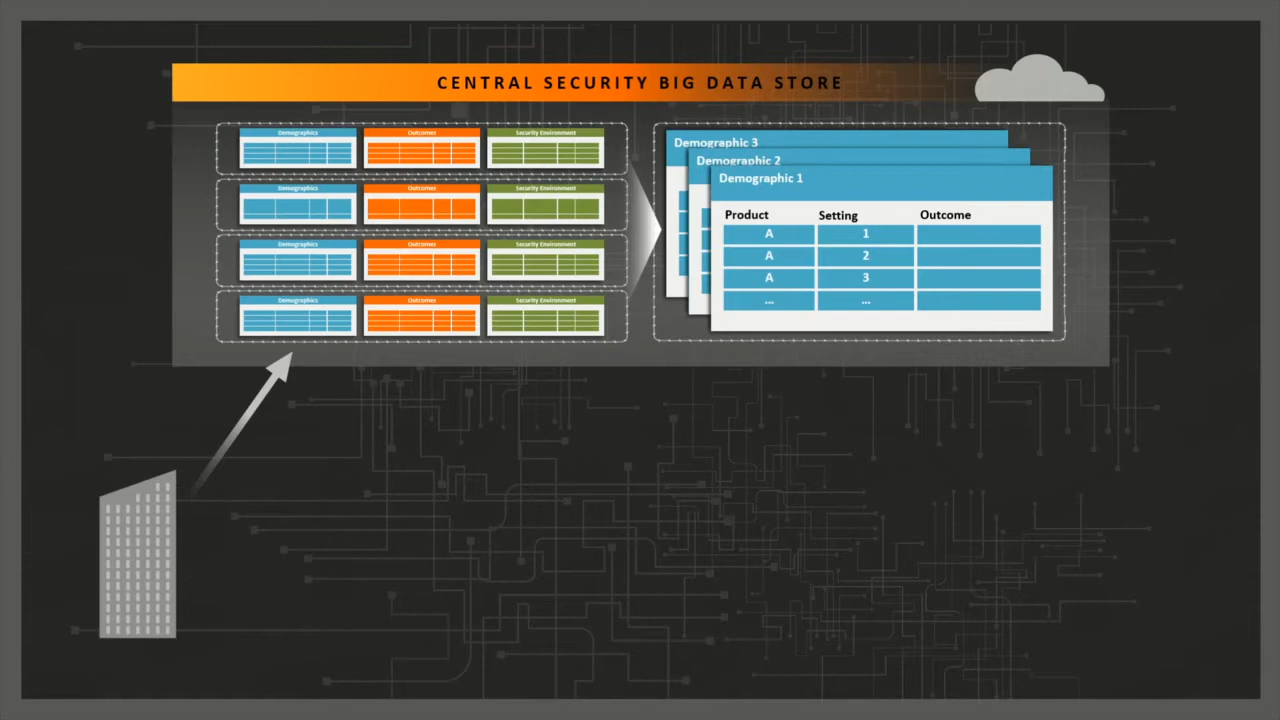 CENTRAL SECURITY BIG DATA STORE
Demographics Outcomes Security Environment
Demographics Outcomes Security Environment
Demographics Outcomes Security Environment
Demographics Outcomes Security Environment
Demographic 3
Demographic 2
Demographic 1
Product Setting Outcome
A 1
A 2
A 3
... ...